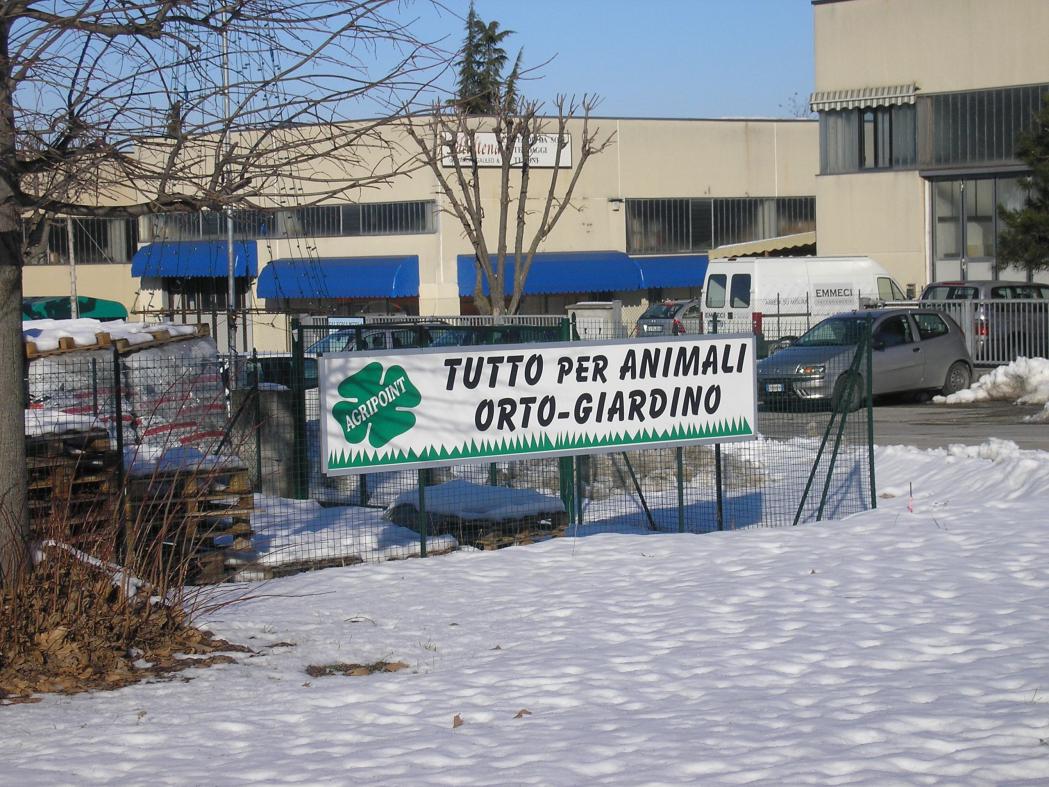 EMMECI
AGRIPOINT
TUTTO PER ANIMALI
ORTO-GIARDINO